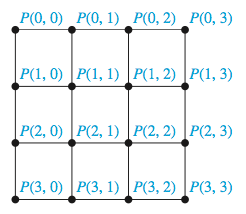 P(0, 0) P(0, 1) P(0, 2) P(0, 3)
P(1, 0) P(1, 1) P(1, 2) P(1, 3)
P(2, 0) P(2, 1) P(2, 2) P(2, 3)
P(3, 0) P(3, 1) P(3, 2) P(3, 3)